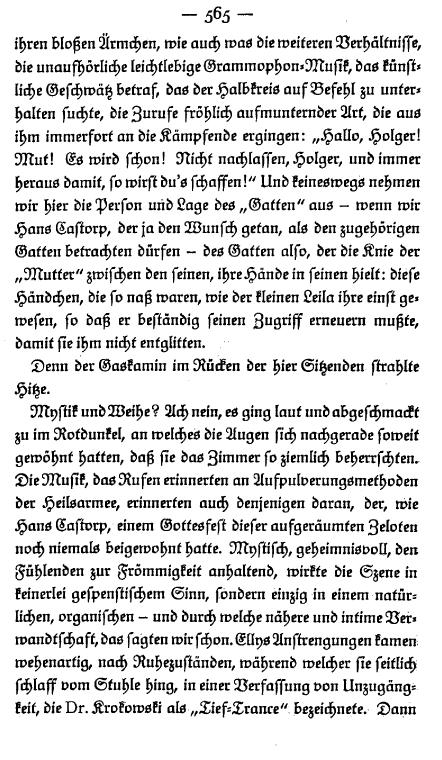 — 565 —
ihren bloßen Ärmchen, wie auch was die weiteren Verhältnisse,
die unaufhörliche leichtlebige Grammophon-Musik, das künst-
liche Geschwätz betraf, das der Halbkreis auf Befehl zu unter-
halten suchte, die Zurufe fröhlich aufmunternder Art, die aus
ihm immerfort an die Kämpfende ergingen: „Hallo, Holger!
Mut! Es wird schon! Nicht nachlassen, Holger, und immer
heraus damit, so wirst du's schaffen!“ Und keineswegs nehmen
wir hier die Person und Lage des „Gatten“ aus – wenn wir
Hans Castorp, der ja den Wunsch getan, als den zugehörigen
Gatten betrachten dürfen – des Gatten also, der die Knie der
„Mutter“ zwischen den seinen, ihre Hände in seinen hielt: diese
Händchen, die so naß waren, wie der kleinen Leila ihre einst ge-
wesen, so daß er beständig seinen Zugriff erneuern mußte,
damit sie ihm nicht entglitten.
Denn der Gaskamin im Rücken der hier Sitzenden strahlte
Hitze.
Mystik und Weihe? Ach nein, es ging laut und abgeschmackt
zu im Rotdunkel, an welches die Augen sich nachgerade soweit
gewöhnt hatten, daß sie das Zimmer so ziemlich beherrschten.
Die Musik, das Rufen erinnerten an Aufpulverungsmethoden
der Heilsarmee, erinnerten auch denjenigen daran, der, wie
Hans Castorp, einem Gottesfest dieser aufgeräumten Zeloten
noch niemals beigewohnt hatte. Mystisch, geheimnisvoll, den
Fühlenden zur Frömmigkeit anhaltend, wirkte die Szene in
keinerlei gespenstischem Sinn, sondern einzig in einem natür-
lichen, organischen – und durch welche nähere und intime Ver-
wandtschaft, das sagten wir schon. Ellys Anstrengungen kamen
wehenartig, nach Ruhezuständen, während welcher sie seitlich
schlaff vom Stuhle hing, in einer Verfassung von Unzugäng-
keit, die Dr. Krokowski als „Tief-Trance“ bezeichnete. Dann